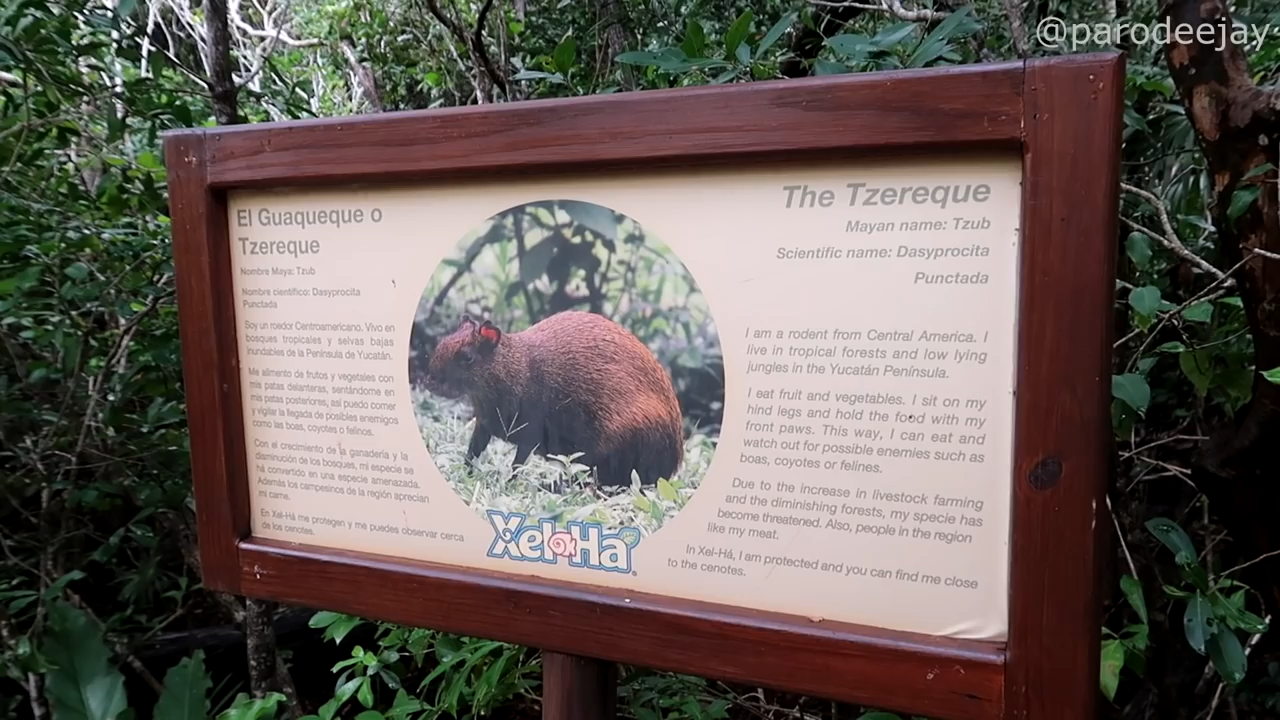 @parodeejay
El Guaqueque o
Tzereque
Nombre Maya: Tzub
Nombre científico: Dasyprocita
Punctada
Soy un roedor Centroamericano. Vivo en
bosques tropicales y selvas bajas
inundables de la Península de Yucatán.
Me alimento de frutos y vegetales con
mis patas delanteras, sentándome en
mis patas posteriores, así puedo comer
y vigilar la llegada de posibles enemigos
como las boas, coyotes o felinos.
Con el crecimiento de la ganadería y la
disminución de los bosques, mi especie se
há convertido en una especie amenazada.
Además los campesinos de la región aprecian
mi carne.
En Xel-Há me protegen y me puedes observar cerca
de los cenotes.
Xel-Ha
The Tzereque
Mayan name: Tzub
Scientific name: Dasyprocita
Punctada
I am a rodent from Central America. I
live in tropical forests and low lying
jungles in the Yucatán Península.
I eat fruit and vegetables. I sit on my
hind legs and hold the food with my
front paws. This way, I can eat and
watch out for possible enemies such as
boas, coyotes or felines.
Due to the increase in livestock farming
and the diminishing forests, my specie has
become threatened. Also, people in the region
like my meat.
In Xel-Há, I am protected and you can find me close
to the cenotes.